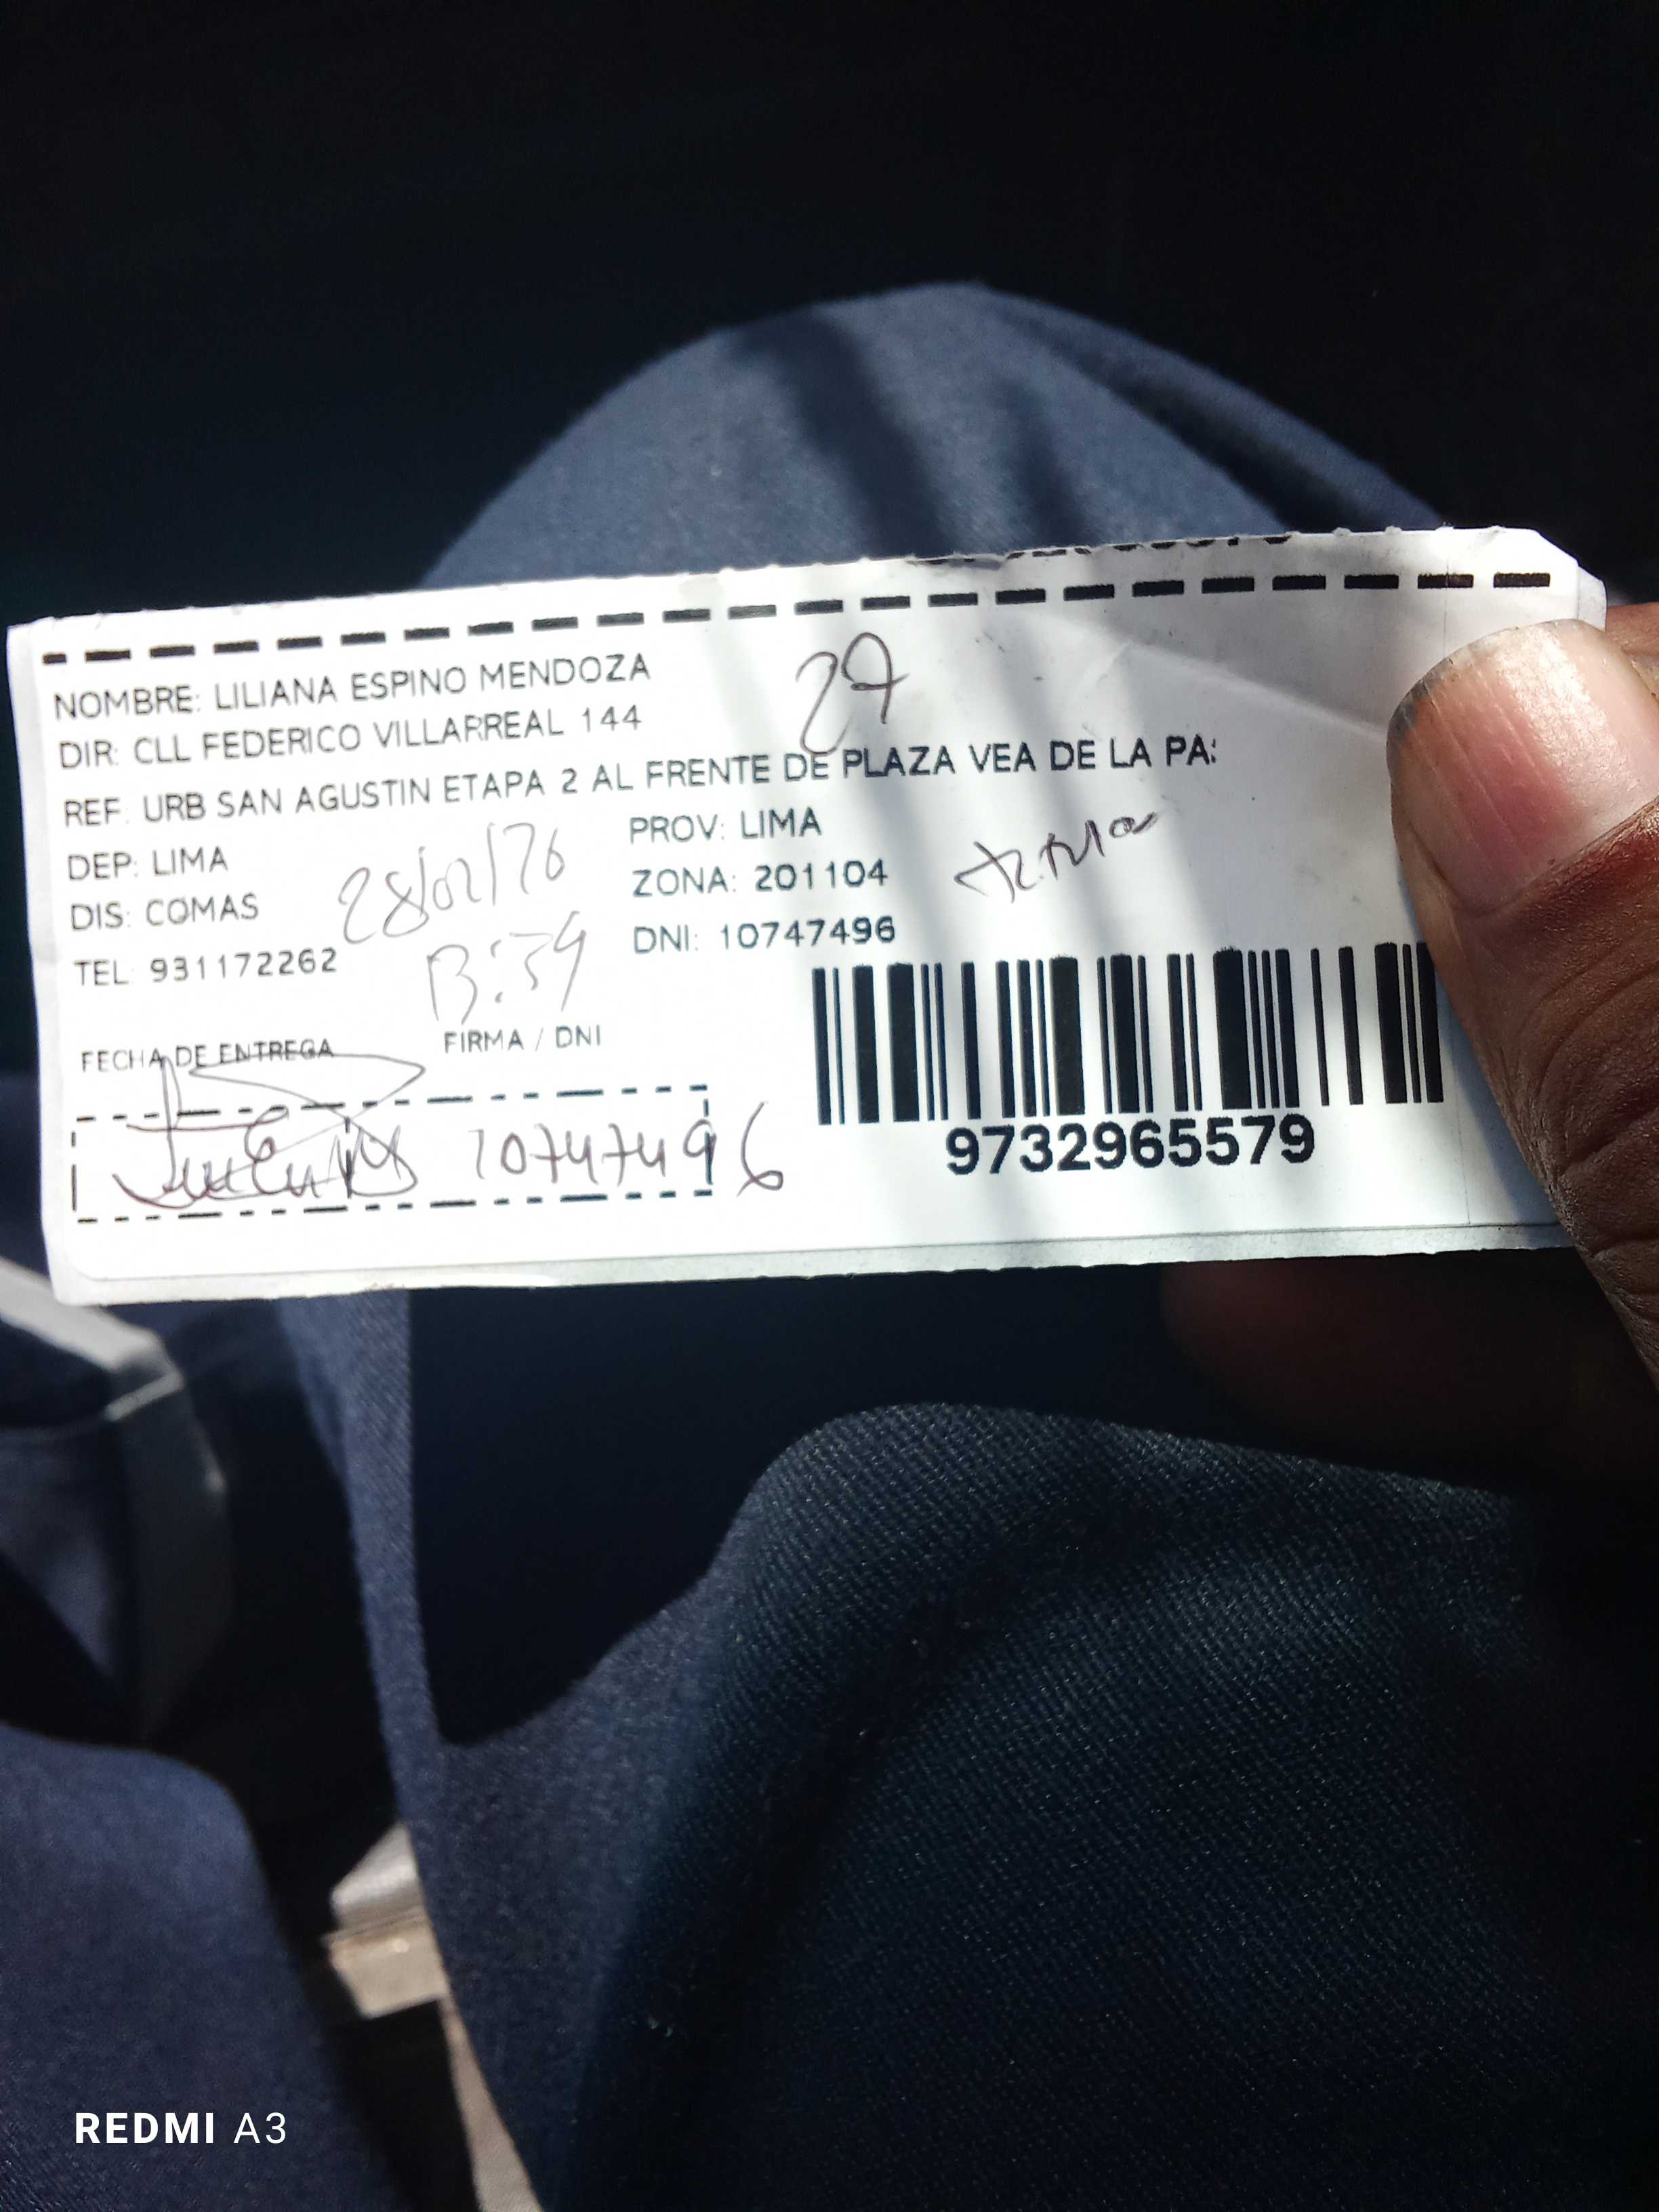 NOMBRE: LILIANA ESPINO MENDOZA
27
DIR: CLL FEDERICO VILLARREAL 144
REF: URB SAN AGUSTIN ETAPA 2 AL FRENTE DE PLAZA VEA DE LA PA
DEP: LIMA
PROV: LIMA
DIS: COMAS
28/02/26
ZONA: 201104
TEL: 931172262
13:59
DNI: 10747496
FECHA DE ENTREGA
FIRMA / DNI
10747496
9732965579
REDMI A3